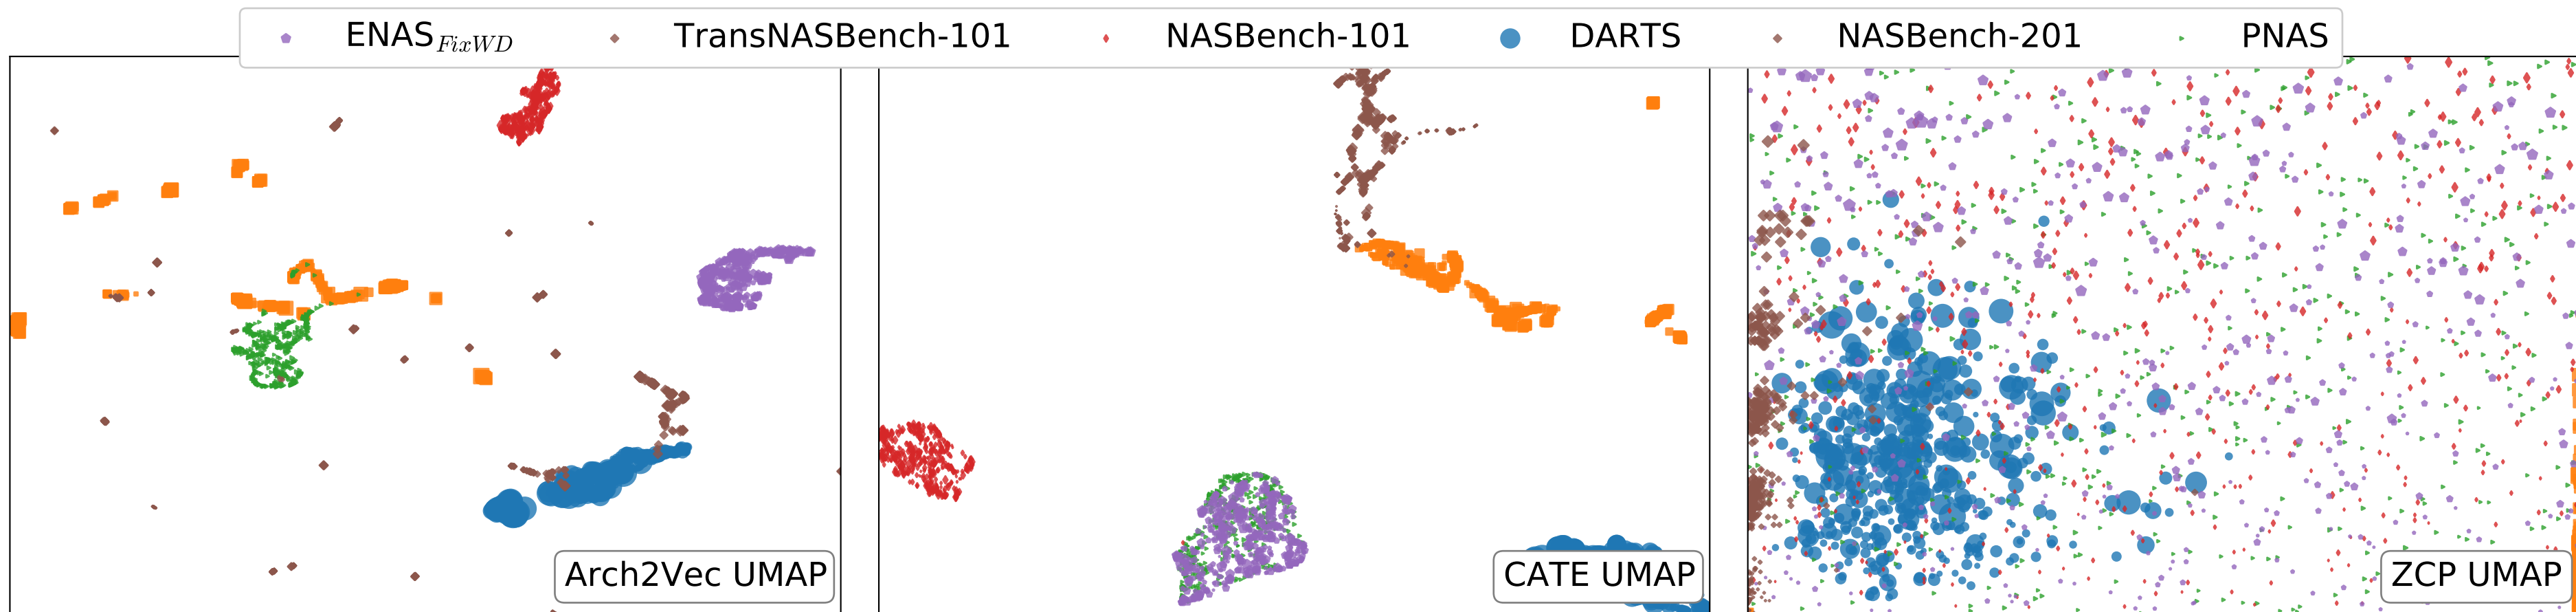 ENAS_FixWD TransNASBench-101 NASBench-101 DARTS NASBench-201 PNAS
Arch2Vec UMAP
CATE UMAP
ZCP UMAP